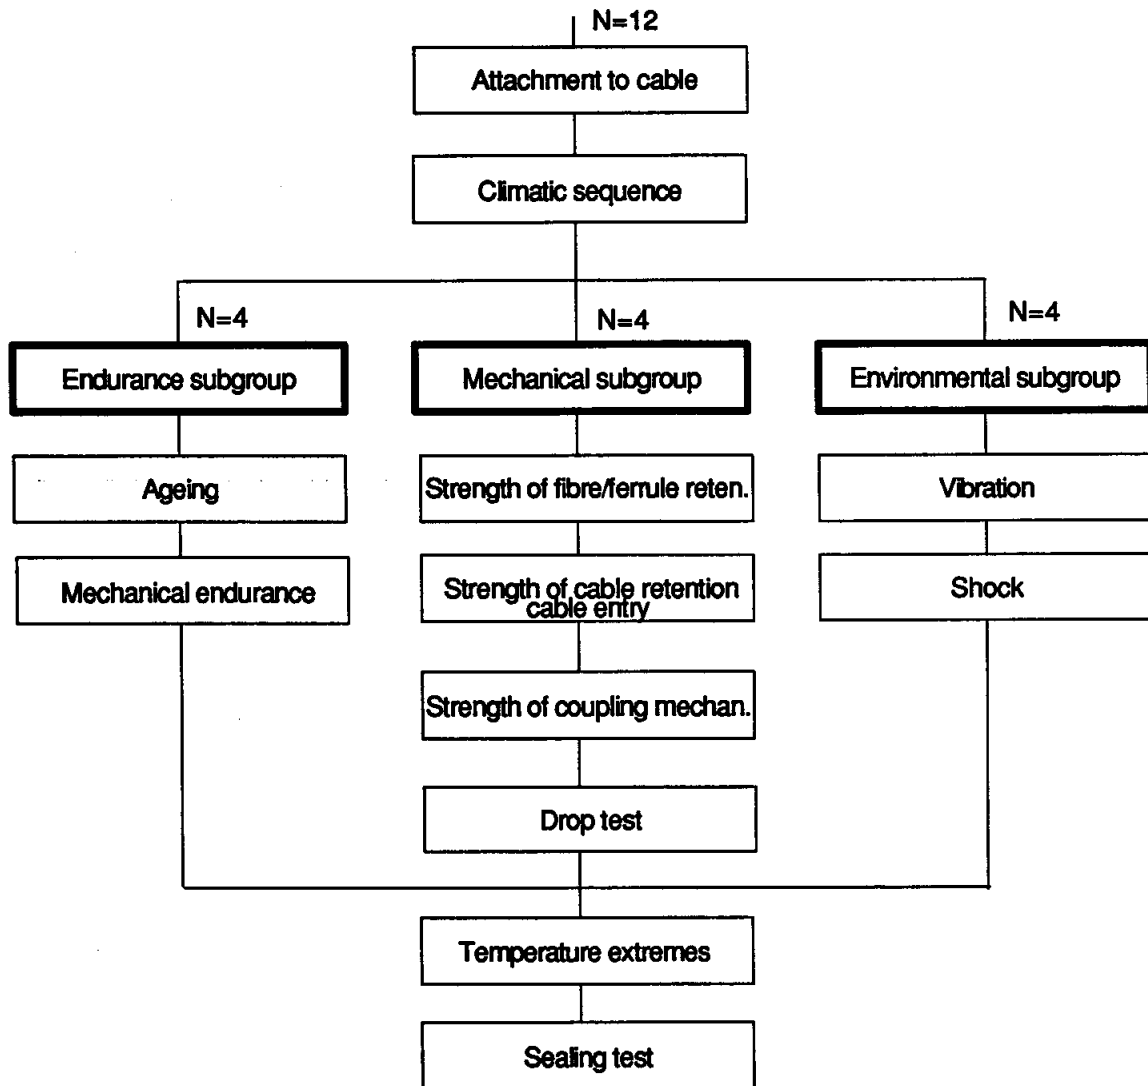 N=12
Attachment to cable
Climatic sequence
N=4
N=4
N=4
Endurance subgroup
Mechanical subgroup
Environmental subgroup
Ageing
Strength of fibre/ferrule reten.
Vibration
Mechanical endurance
Strength of cable retention
cable entry
Shock
Strength of coupling mechan.
Drop test
Temperature extremes
Sealing test